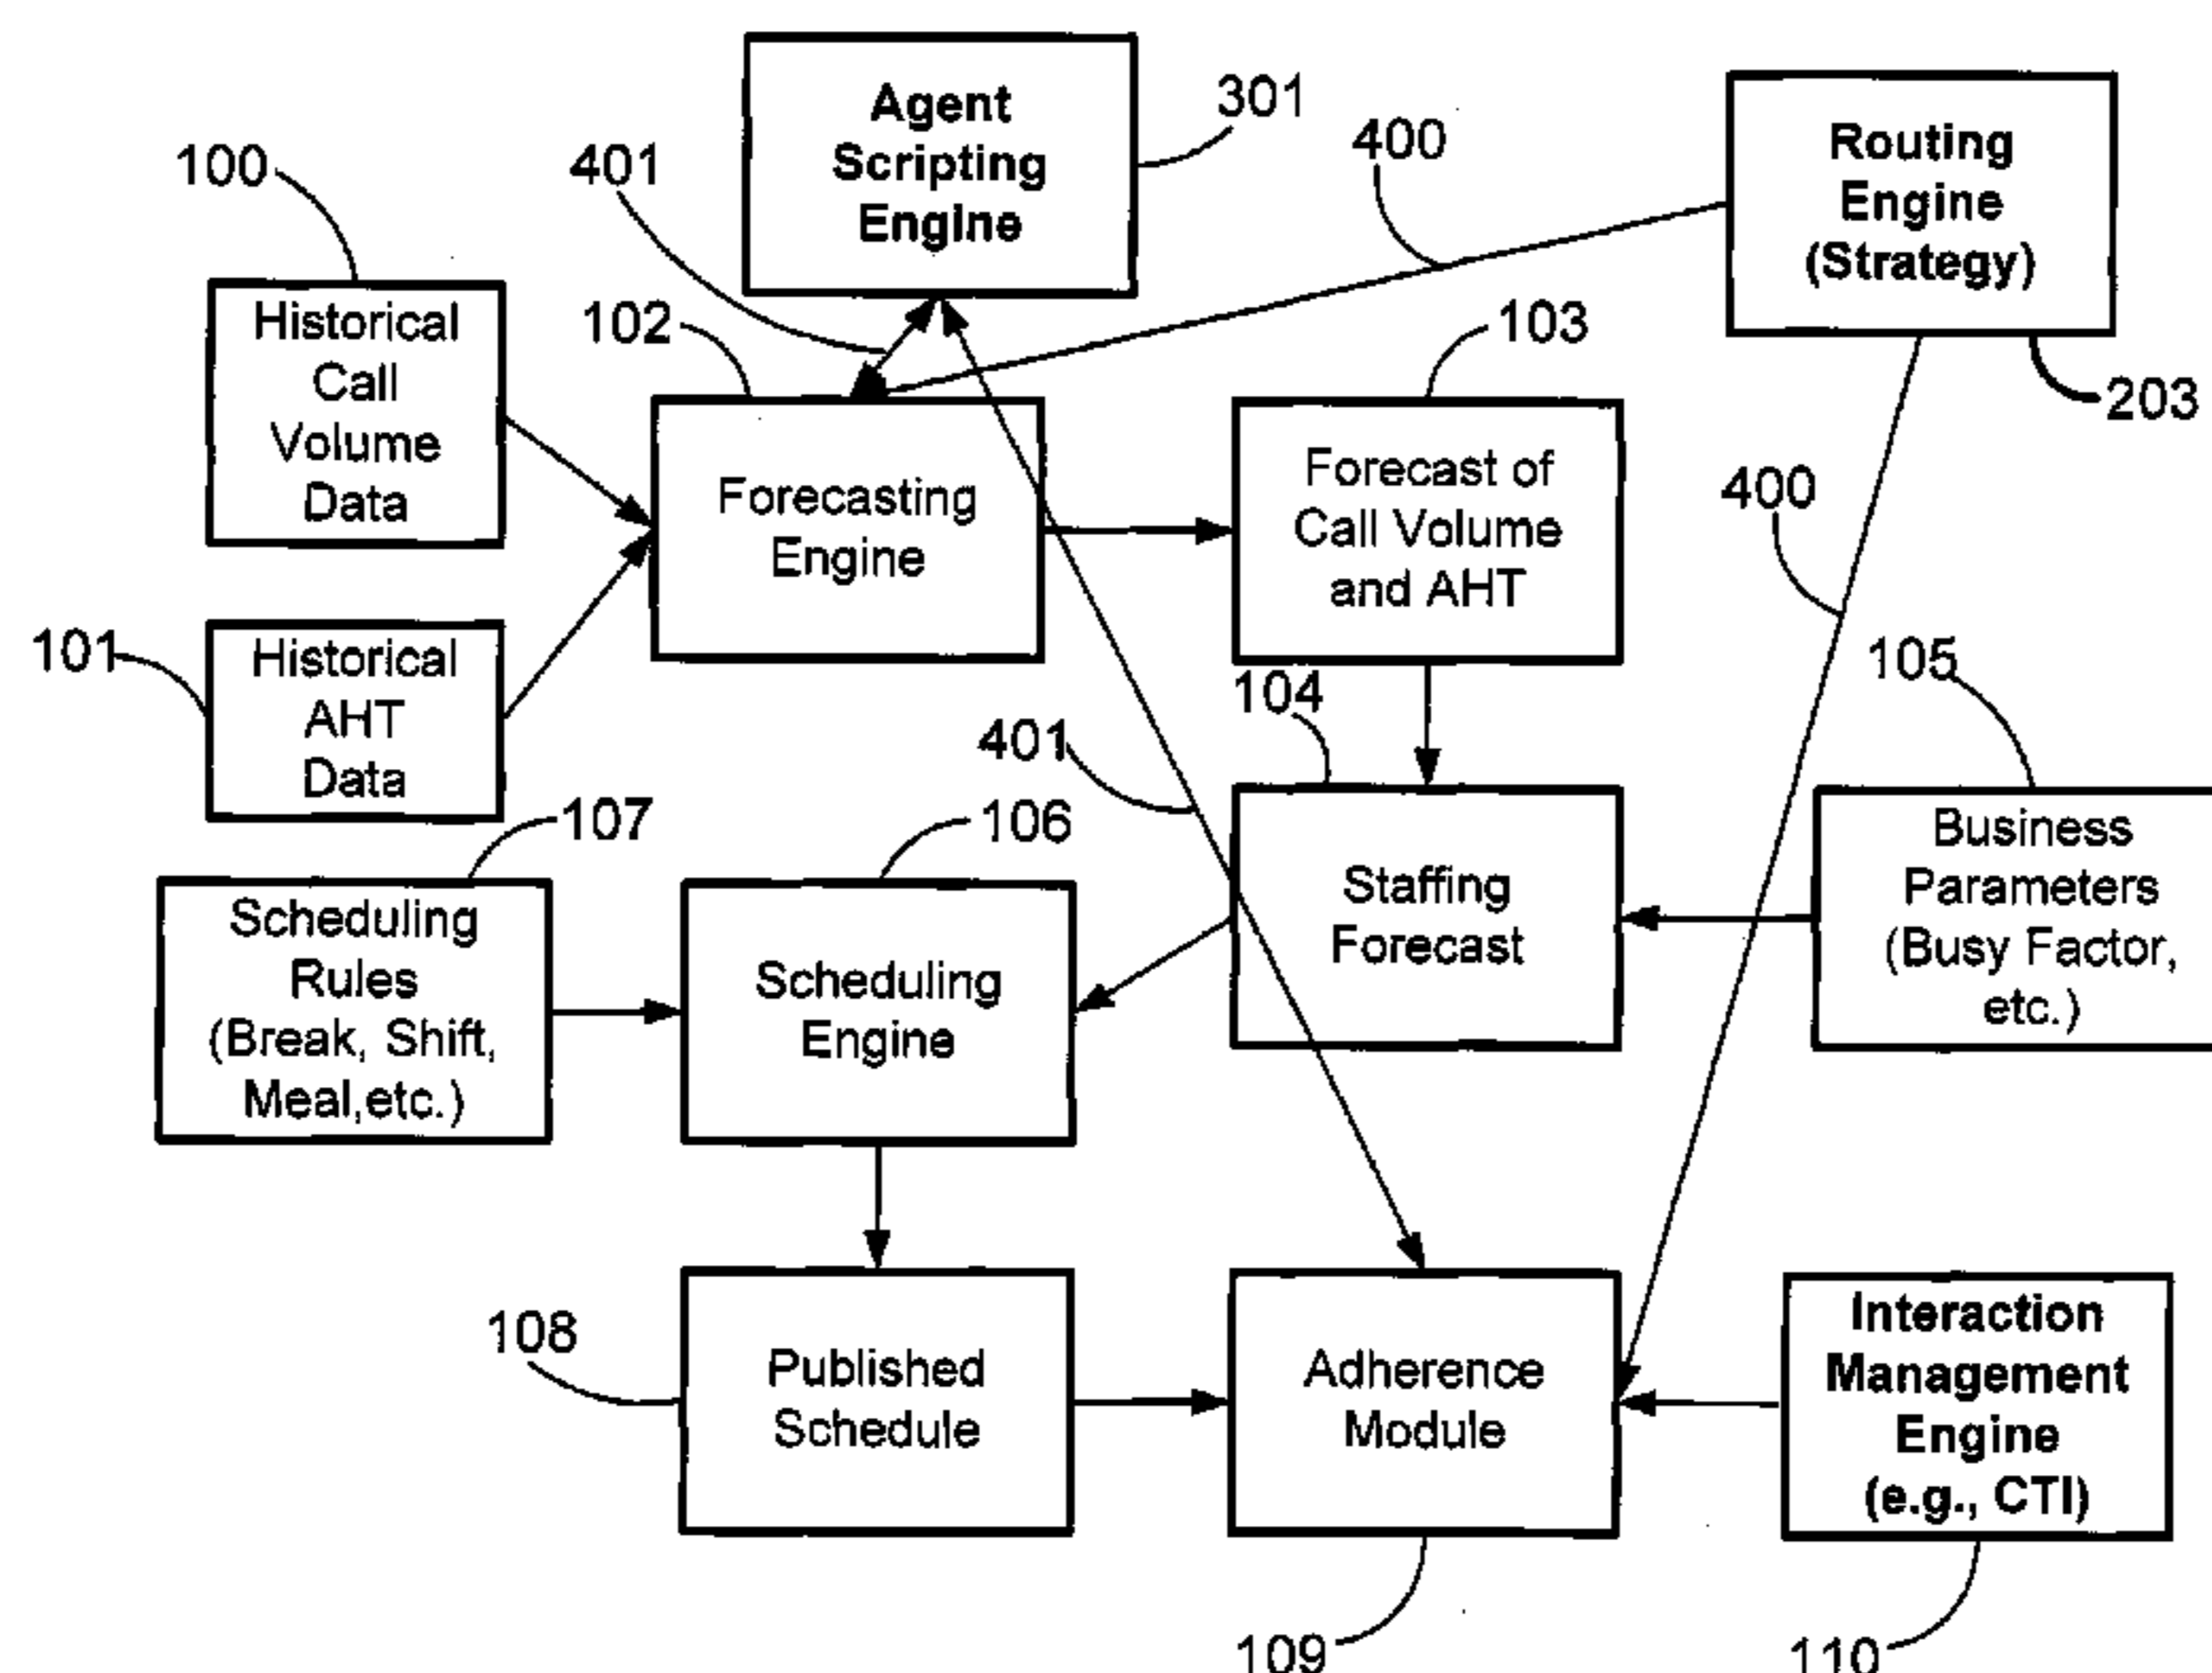 Agent
Scripting
Engine
301
400
Routing
Engine
(Strategy)
203
100
401
Historical
Call
Volume
Data
102
Forecasting
Engine
103
Forecast of
Call Volume
and AHT
400
101
Historical
AHT
Data
104
401
105
107
106
Scheduling
Rules
(Break, Shift,
Meal,etc.)
Scheduling
Engine
Staffing
Forecast
Business
Parameters
(Busy Factor,
etc.)
108
Published
Schedule
Adherence
Module
Interaction
Management
Engine
(e.g., CTI)
109
110